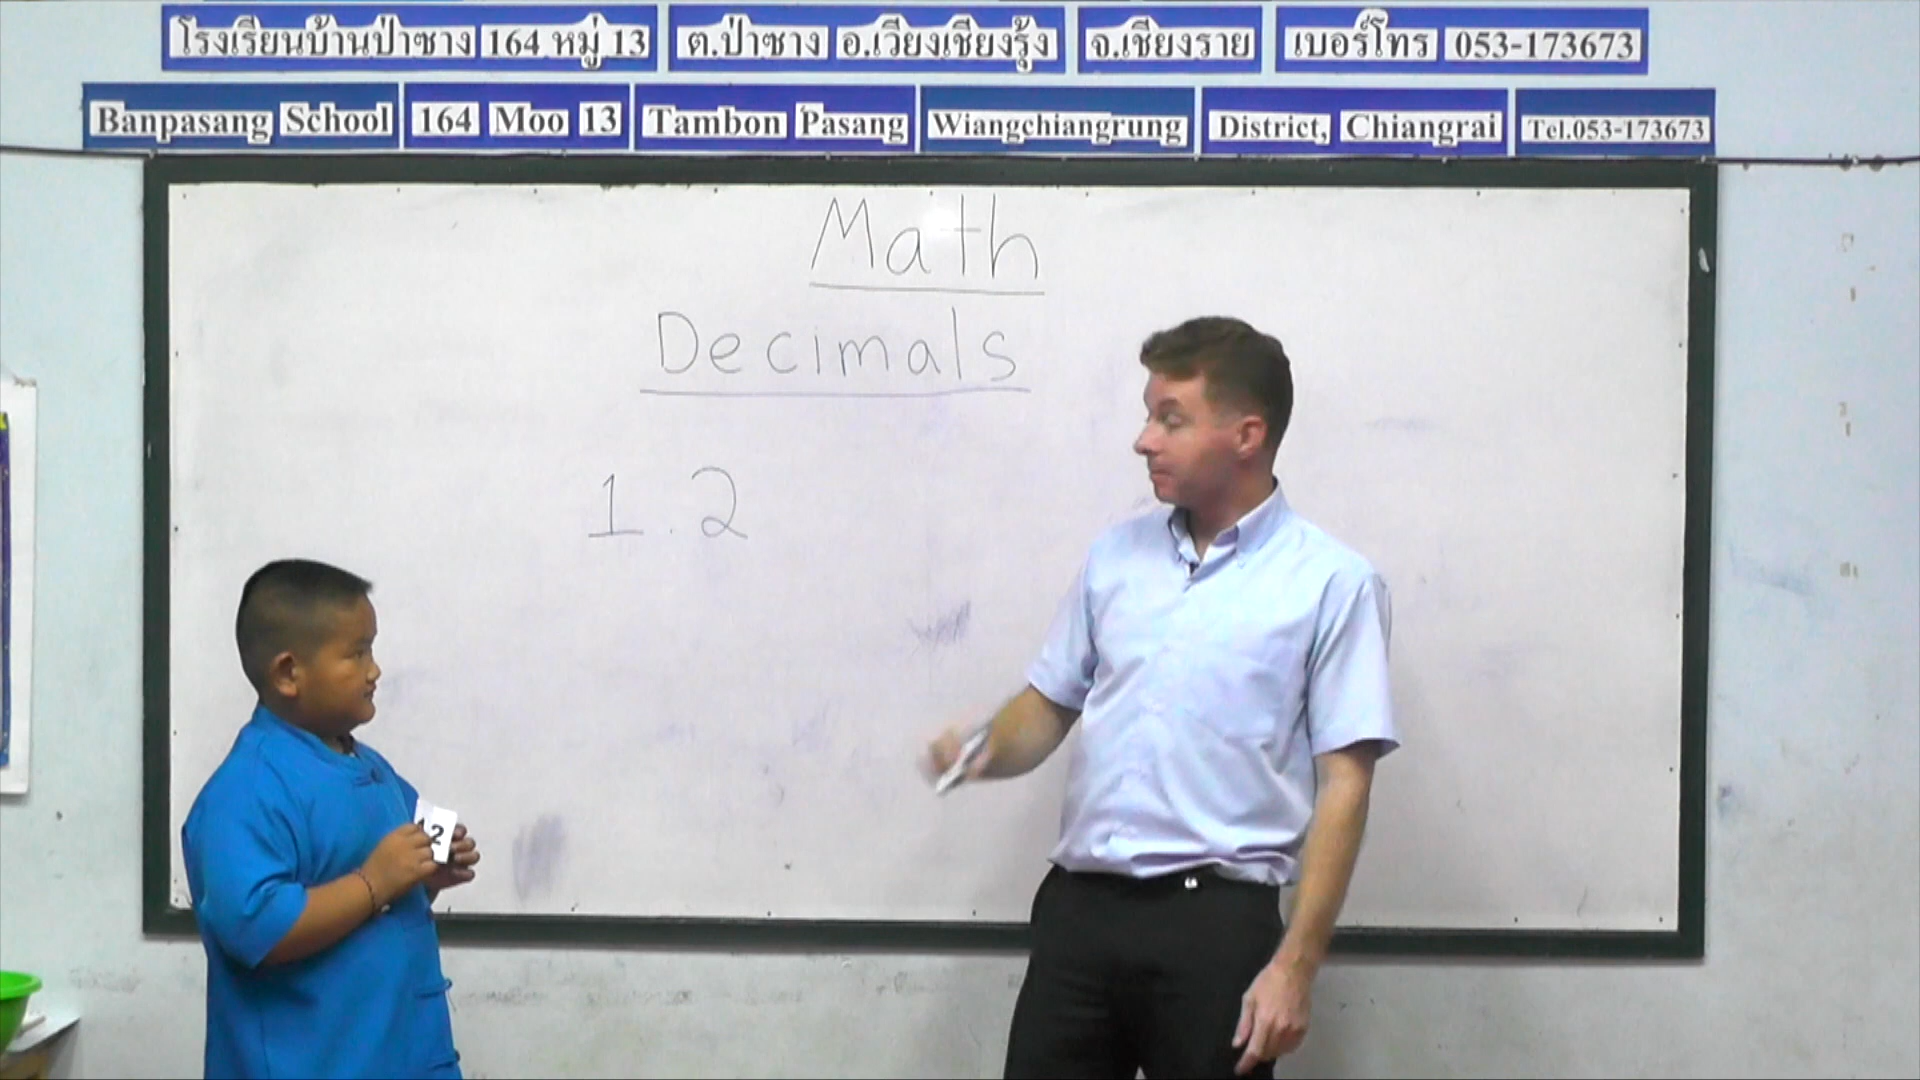 โรงเรียนบ้านป่าซาง 164 หมู่ 13 ต.ป่าซาง อ.เวียงเชียงรุ้ง จ.เชียงราย เบอร์โทร 053-173673
Banpasang School 164 Moo 13 Tambon Pasang Wiangchiangrung District, Chiangrai Tel.053-173673
Math
Decimals
1.2